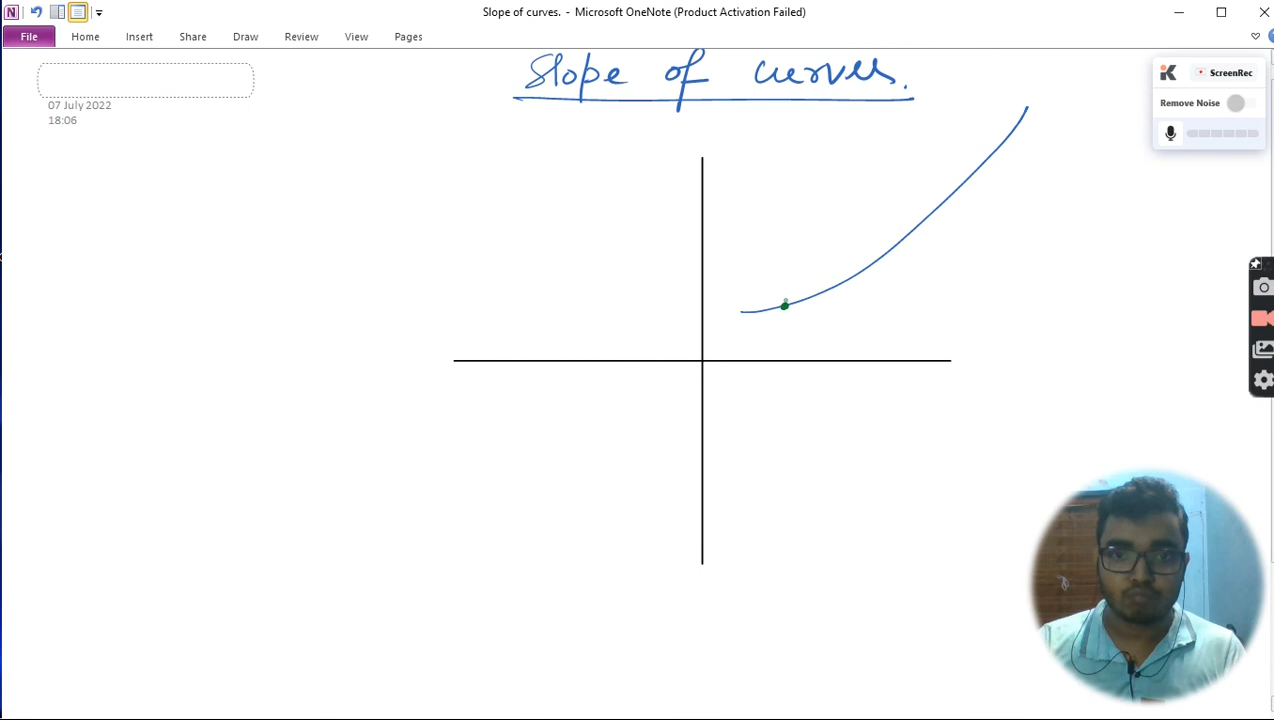 Slope of curves. - Microsoft OneNote (Product Activation Failed)
File Home Insert Share Draw Review View Pages
Slope of curves.
07 July 2022
18:06
ScreenRec
Remove Noise